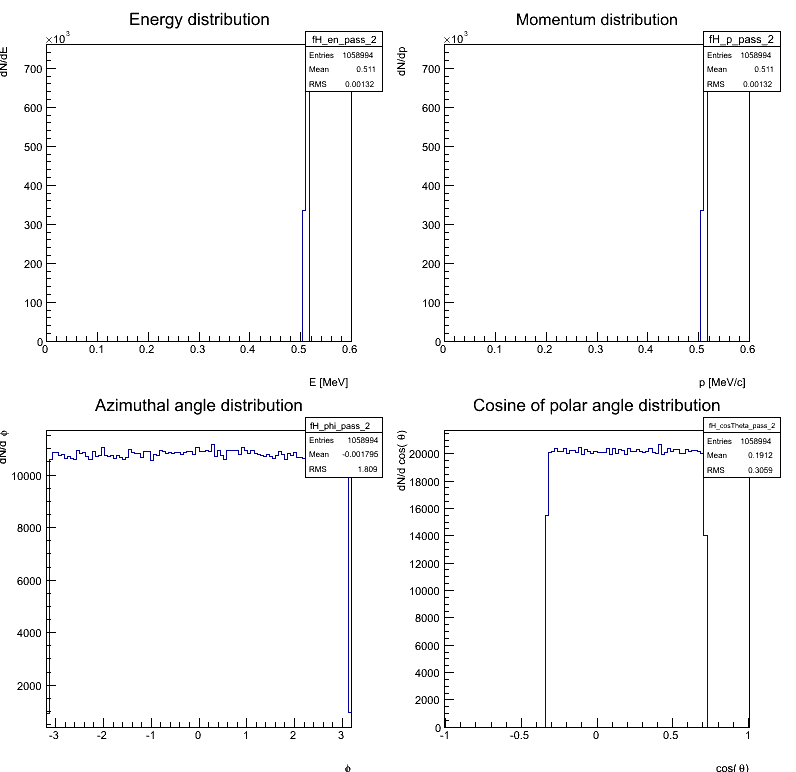 Energy distribution
×10³
dN/dE
fH_en_pass_2
Entries 1058994
Mean 0.511
RMS 0.00132
700
600
500
400
300
200
100
0
0 0.1 0.2 0.3 0.4 0.5 0.6
E [MeV]
Momentum distribution
×10³
dN/dp
fH_p_pass_2
Entries 1058994
Mean 0.511
RMS 0.00132
700
600
500
400
300
200
100
0
0 0.1 0.2 0.3 0.4 0.5 0.6
p [MeV/c]
Azimuthal angle distribution
dN/d ϕ
fH_phi_pass_2
Entries 1058994
Mean -0.001795
RMS 1.809
10000
8000
6000
4000
2000
-3 -2 -1 0 1 2 3
ϕ
Cosine of polar angle distribution
dN/d cos( θ)
fH_cosTheta_pass_2
Entries 1058994
Mean 0.1912
RMS 0.3059
20000
18000
16000
14000
12000
10000
8000
6000
4000
2000
0
-1 -0.5 0 0.5 1
cos( θ)